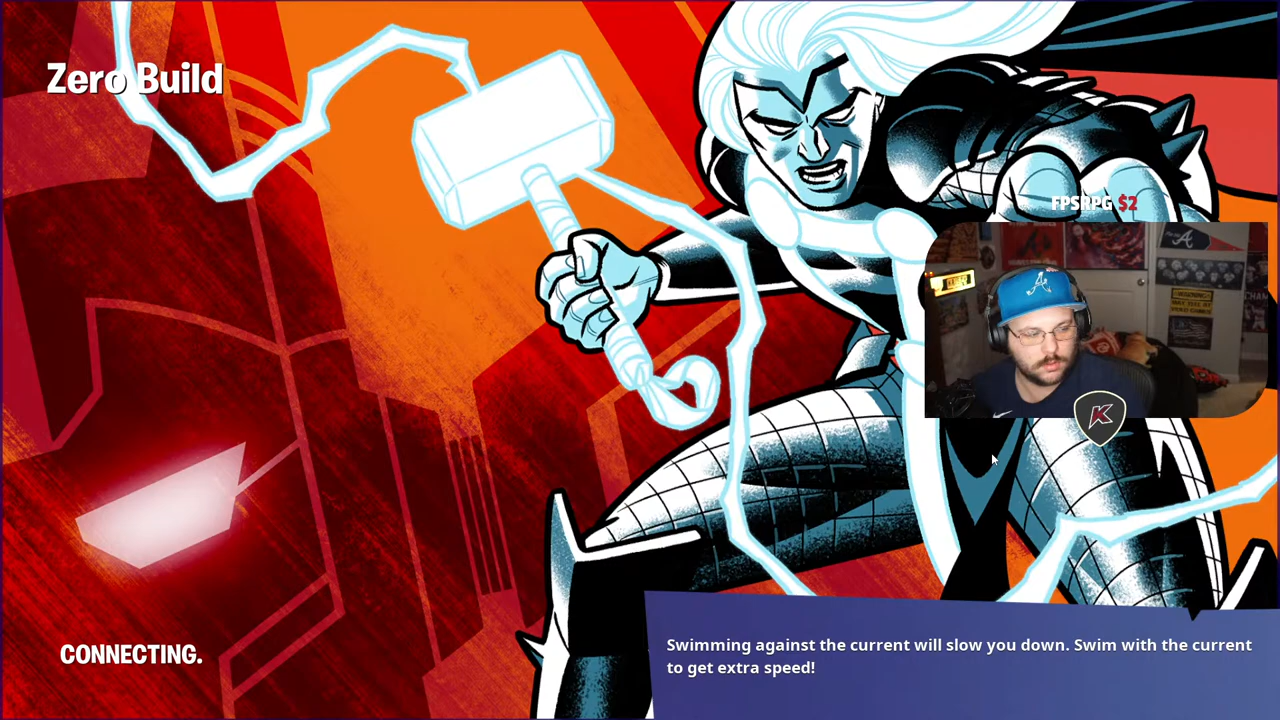 Zero Build
FPSRPG $2
A
K
CONNECTING.
Swimming against the current will slow you down. Swim with the current
to get extra speed!